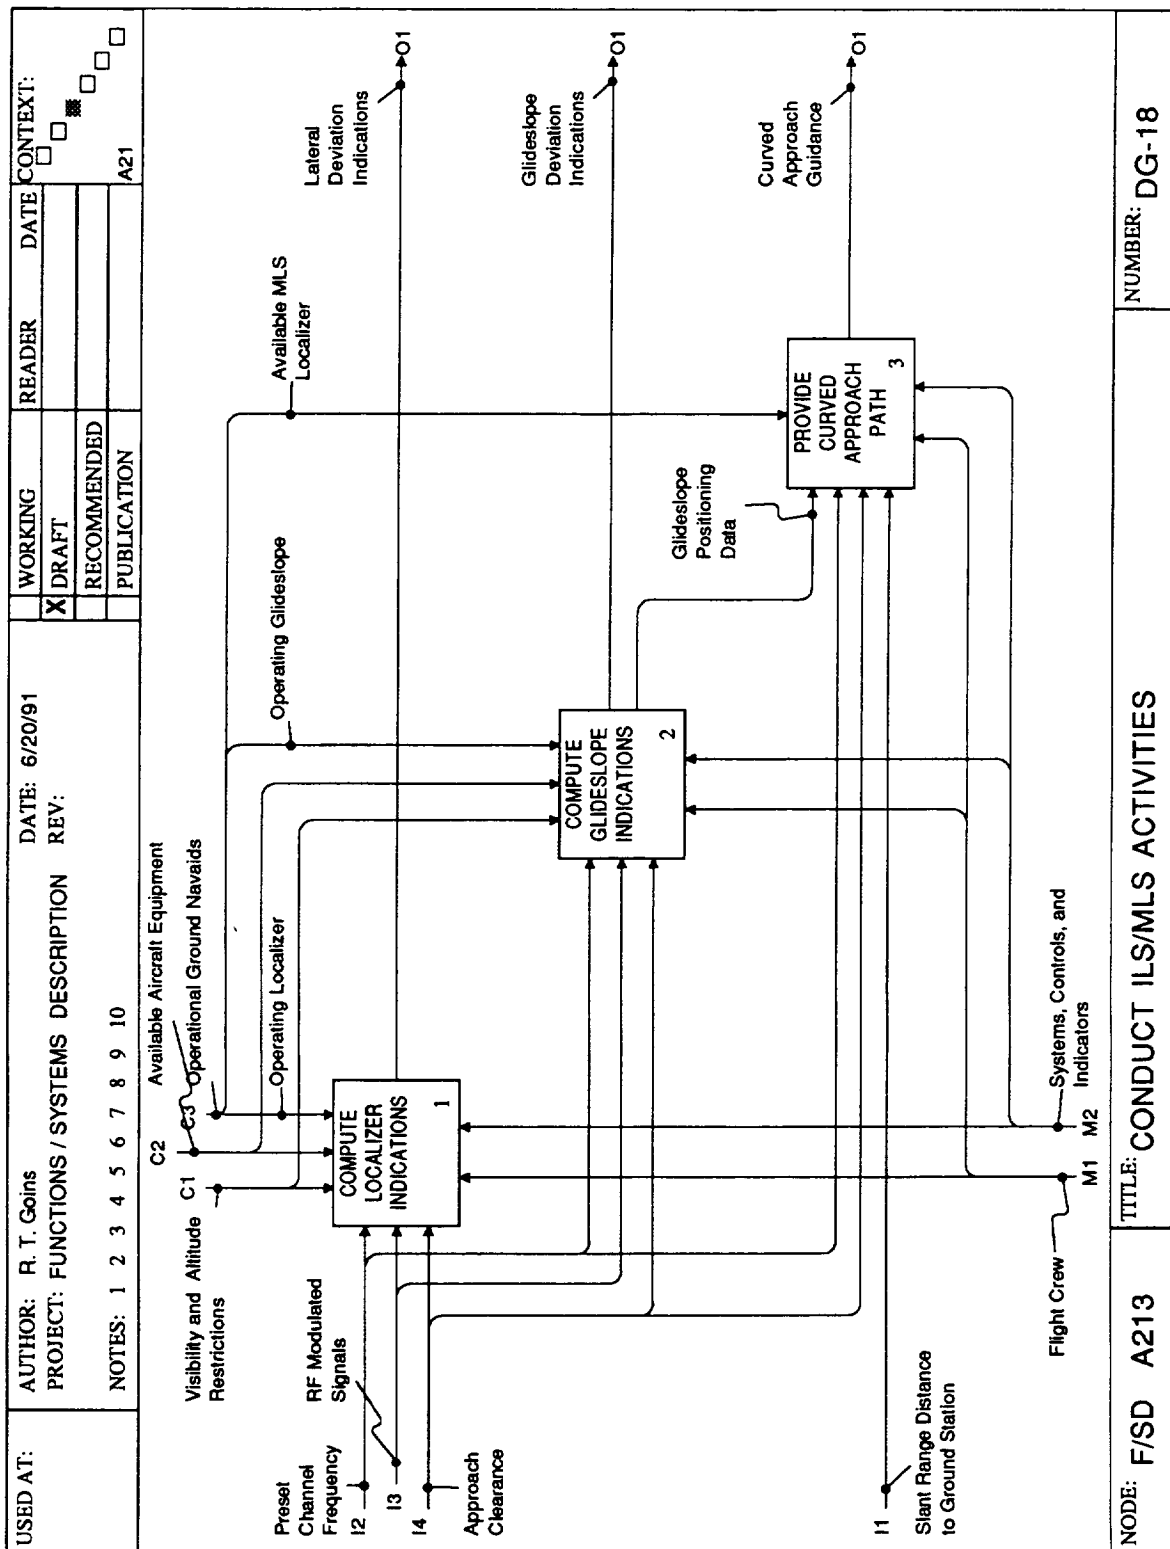 USED AT:
AUTHOR: R. T. Goins
DATE: 6/20/91
PROJECT: FUNCTIONS / SYSTEMS DESCRIPTION
REV:
NOTES: 1 2 3 4 5 6 7 8 9 10
WORKING
X DRAFT
RECOMMENDED
PUBLICATION
READER
DATE
CONTEXT:
A21
Visibility and Altitude
Restrictions
C1
C2
Available Aircraft Equipment
C3
Operational Ground Navaids
Operating Localizer
Operating Glideslope
Available MLS
Localizer
Preset
Channel
Frequency
I2
RF Modulated
Signals
I3
I4
Approach
Clearance
COMPUTE
LOCALIZER
INDICATIONS
1
Lateral
Deviation
Indications
O1
COMPUTE
GLIDESLOPE
INDICATIONS
2
Glideslope
Deviation
Indications
O1
Glideslope
Positioning
Data
PROVIDE
CURVED
APPROACH
PATH
3
Curved
Approach
Guidance
O1
I1
Slant Range Distance
to Ground Station
Flight Crew
M1
M2
Systems, Controls, and
Indicators
NODE: F/SD A213
TITLE: CONDUCT ILS/MLS ACTIVITIES
NUMBER: DG-18